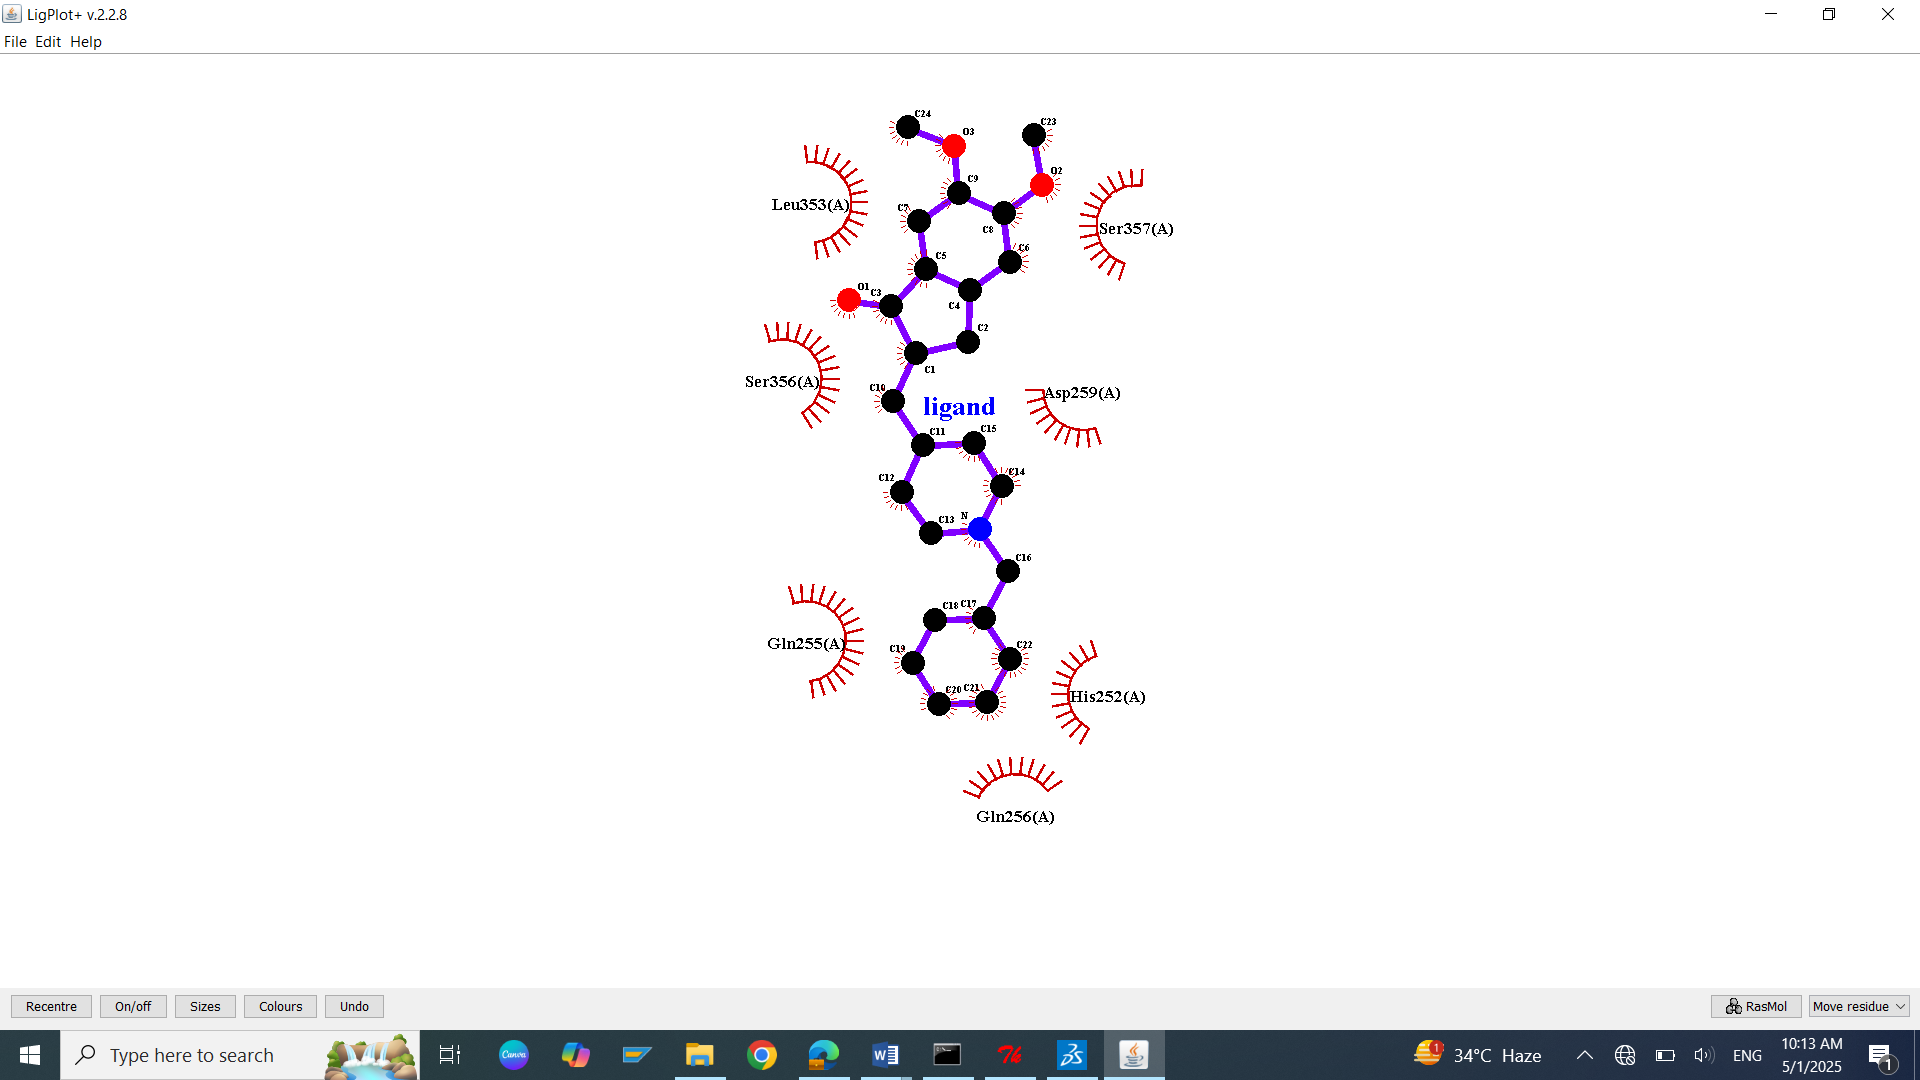 LigPlot+ v.2.2.8
File Edit Help
C24
O3
C23
O2
C9
Leu353(A)
C7
C8
Ser357(A)
C6
C5
O1
C3
C4
C2
C1
Ser356(A)
C10
ligand
Asp259(A)
C11
C15
C12
C14
C13
N
C16
C18
C17
Gln255(A)
C19
C22
C20
C21
His252(A)
Gln256(A)
Recentre On/off Sizes Colours Undo RasMol Move residue
Type here to search Canva 34°C Haze ENG 10:13 AM
5/1/2025
1
1